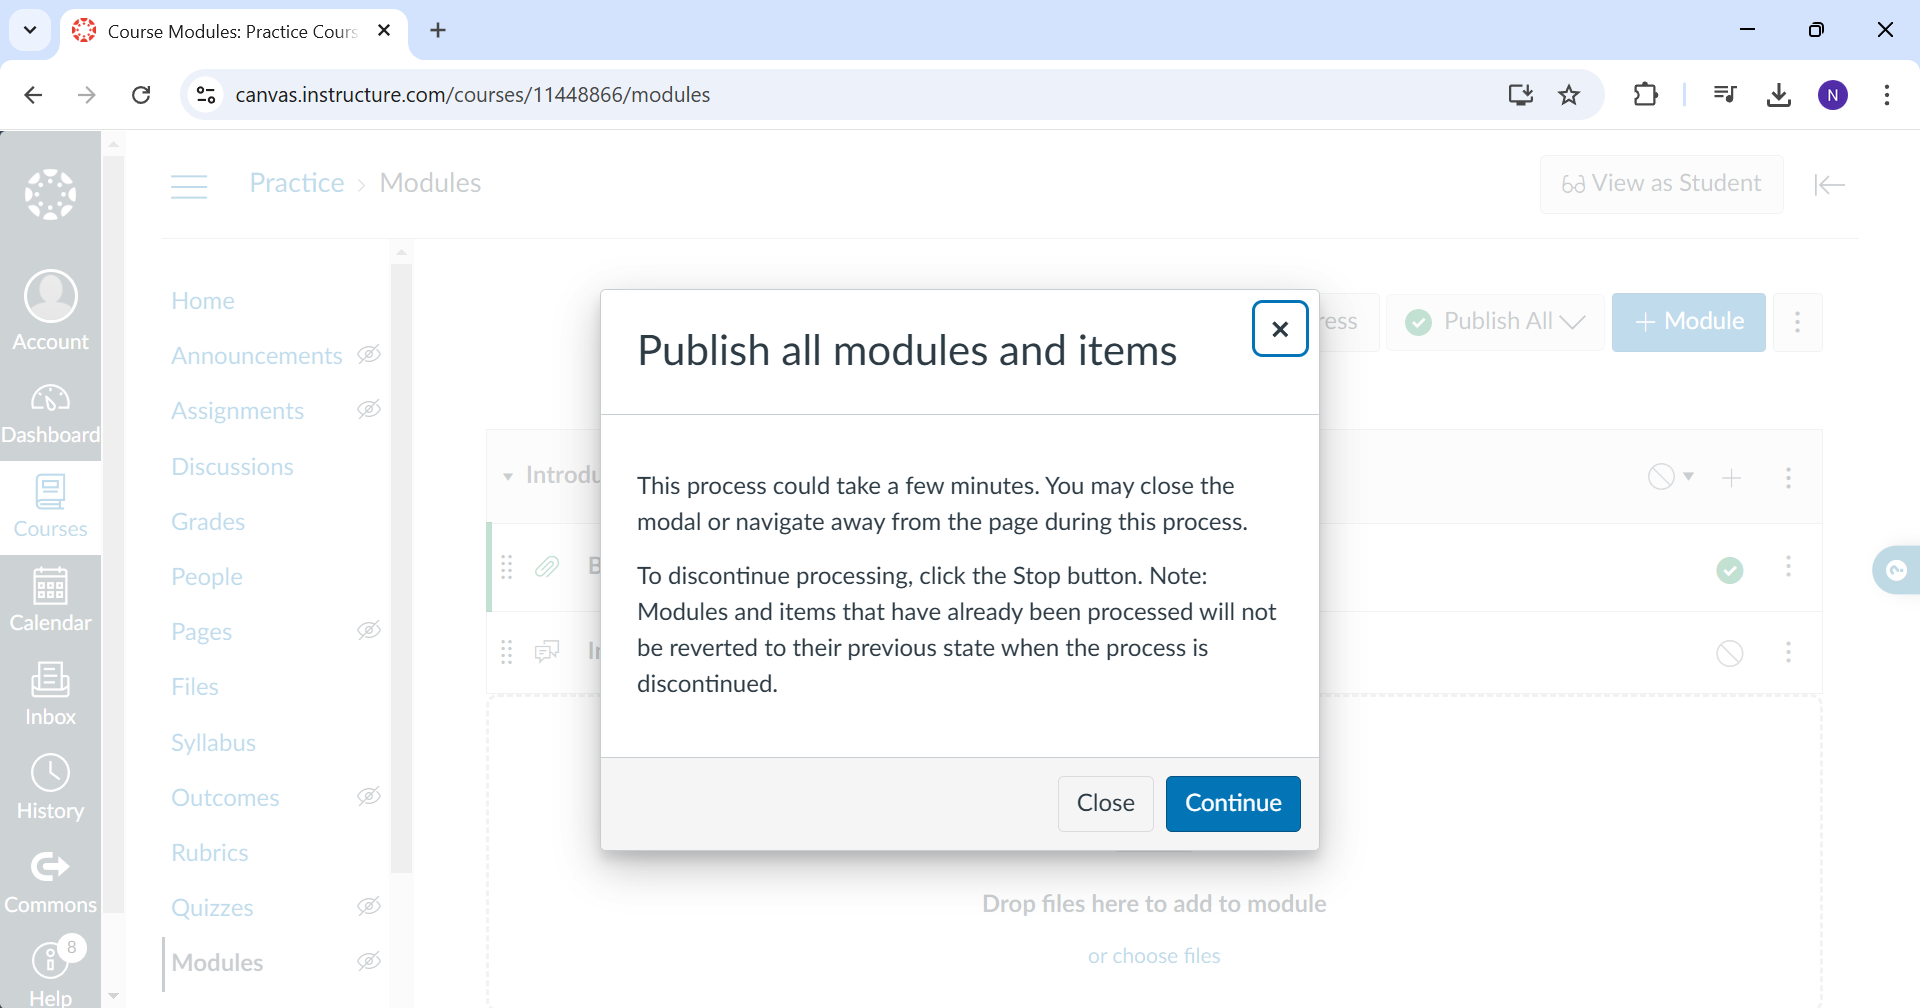 Course Modules: Practice Cours
canvas.instructure.com/courses/11448866/modules
N
Account
Dashboard
Courses
Calendar
Inbox
History
Commons
8
Help
Practice › Modules
View as Student
Home
Announcements
Assignments
Discussions
Grades
People
Pages
Files
Syllabus
Outcomes
Rubrics
Quizzes
Modules
ress
Publish All
+ Module
Introdu
B
Publish all modules and items
This process could take a few minutes. You may close the
modal or navigate away from the page during this process.
To discontinue processing, click the Stop button. Note:
Modules and items that have already been processed will not
be reverted to their previous state when the process is
discontinued.
Close
Continue
Drop files here to add to module
or choose files